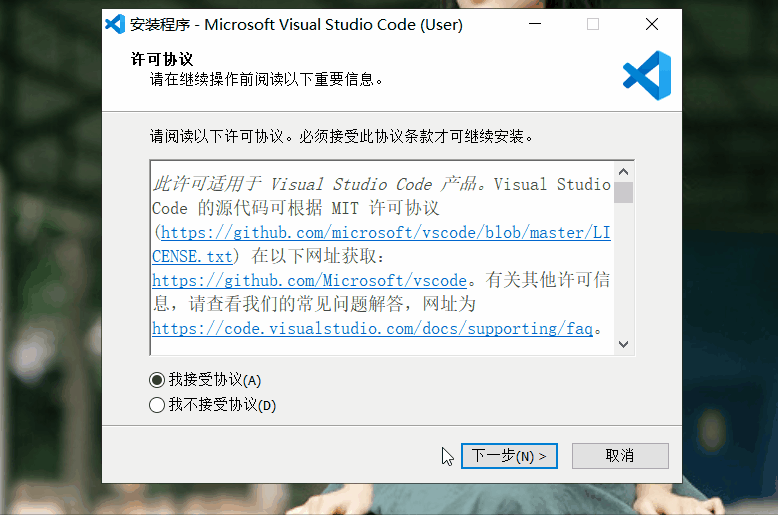 安装程序 - Microsoft Visual Studio Code (User)
许可协议
请在继续操作前阅读以下重要信息。
请阅读以下许可协议。必须接受此协议条款才可继续安装。
此许可适用于 Visual Studio Code 产品。Visual Studio
Code 的源代码可根据 MIT 许可协议
(https://github.com/microsoft/vscode/blob/master/LI
CENSE.txt) 在以下网址获取:
https://github.com/Microsoft/vscode。有关其他许可信
息，请查看我们的常见问题解答，网址为
https://code.visualstudio.com/docs/supporting/faq。
我接受协议(A)
我不接受协议(D)
下一步(N) >
取消